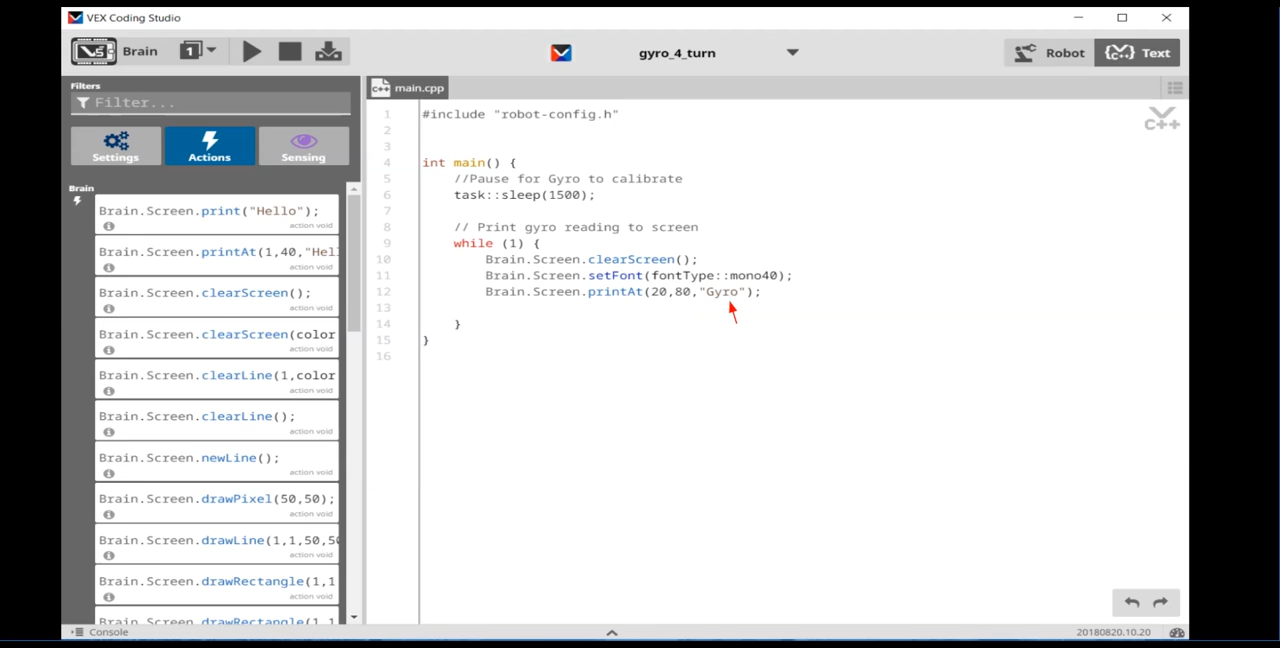 VEX Coding Studio
V5 Brain 1 gyro_4_turn Robot {C++} Text
Filters
Filter...
Settings Actions Sensing
Brain
Brain.Screen.print("Hello");
action void
Brain.Screen.printAt(1,40,"Hel
action void
Brain.Screen.clearScreen();
action void
Brain.Screen.clearScreen(color
action void
Brain.Screen.clearLine(1,color
action void
Brain.Screen.clearLine();
action void
Brain.Screen.newLine();
action void
Brain.Screen.drawPixel(50,50);
action void
Brain.Screen.drawLine(1,1,50,50
action void
Brain.Screen.drawRectangle(1,1
action void
Brain.Screen.drawRectangle(1,1
C++ main.cpp
C++
1 #include "robot-config.h"
2
3
4 int main() {
5 //Pause for Gyro to calibrate
6 task::sleep(1500);
7
8 // Print gyro reading to screen
9 while (1) {
10 Brain.Screen.clearScreen();
11 Brain.Screen.setFont(fontType::mono40);
12 Brain.Screen.printAt(20,80,"Gyro");
13
14 }
15 }
16
Console 20180820.10.20